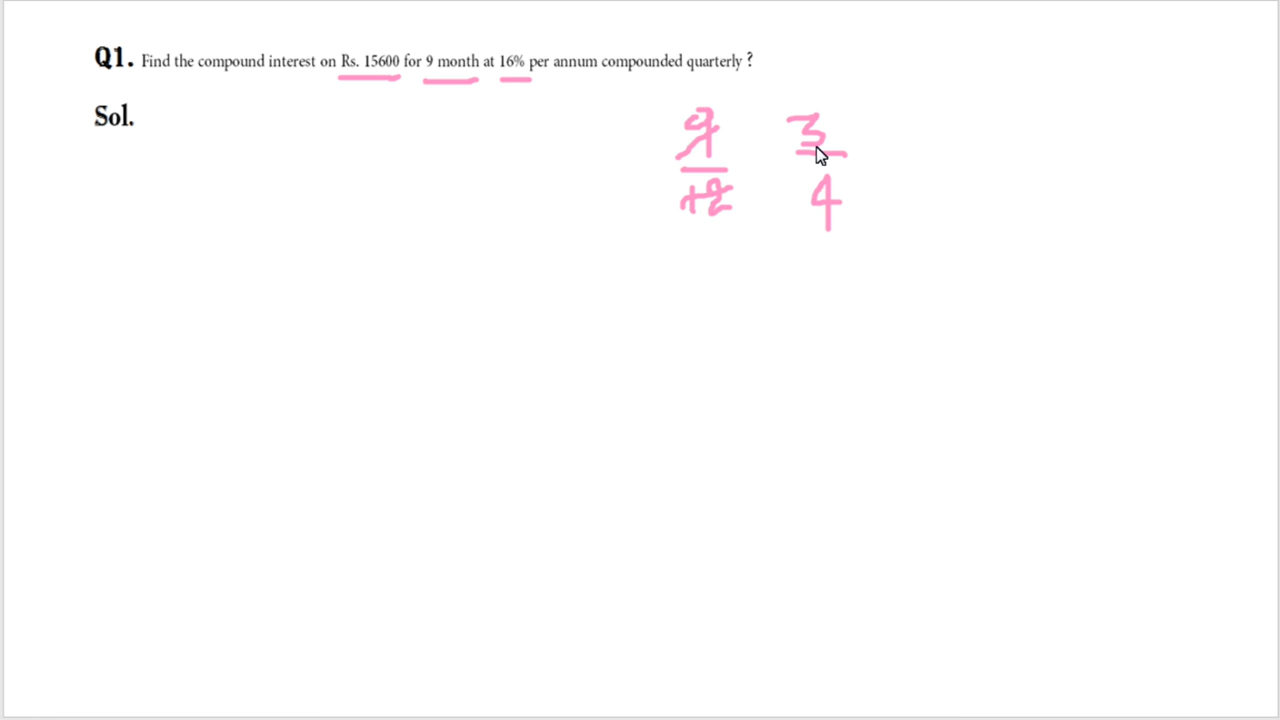 Q1. Find the compound interest on Rs. 15600 for 9 month at 16% per annum compounded quarterly ?
Sol.
9 3
12 4